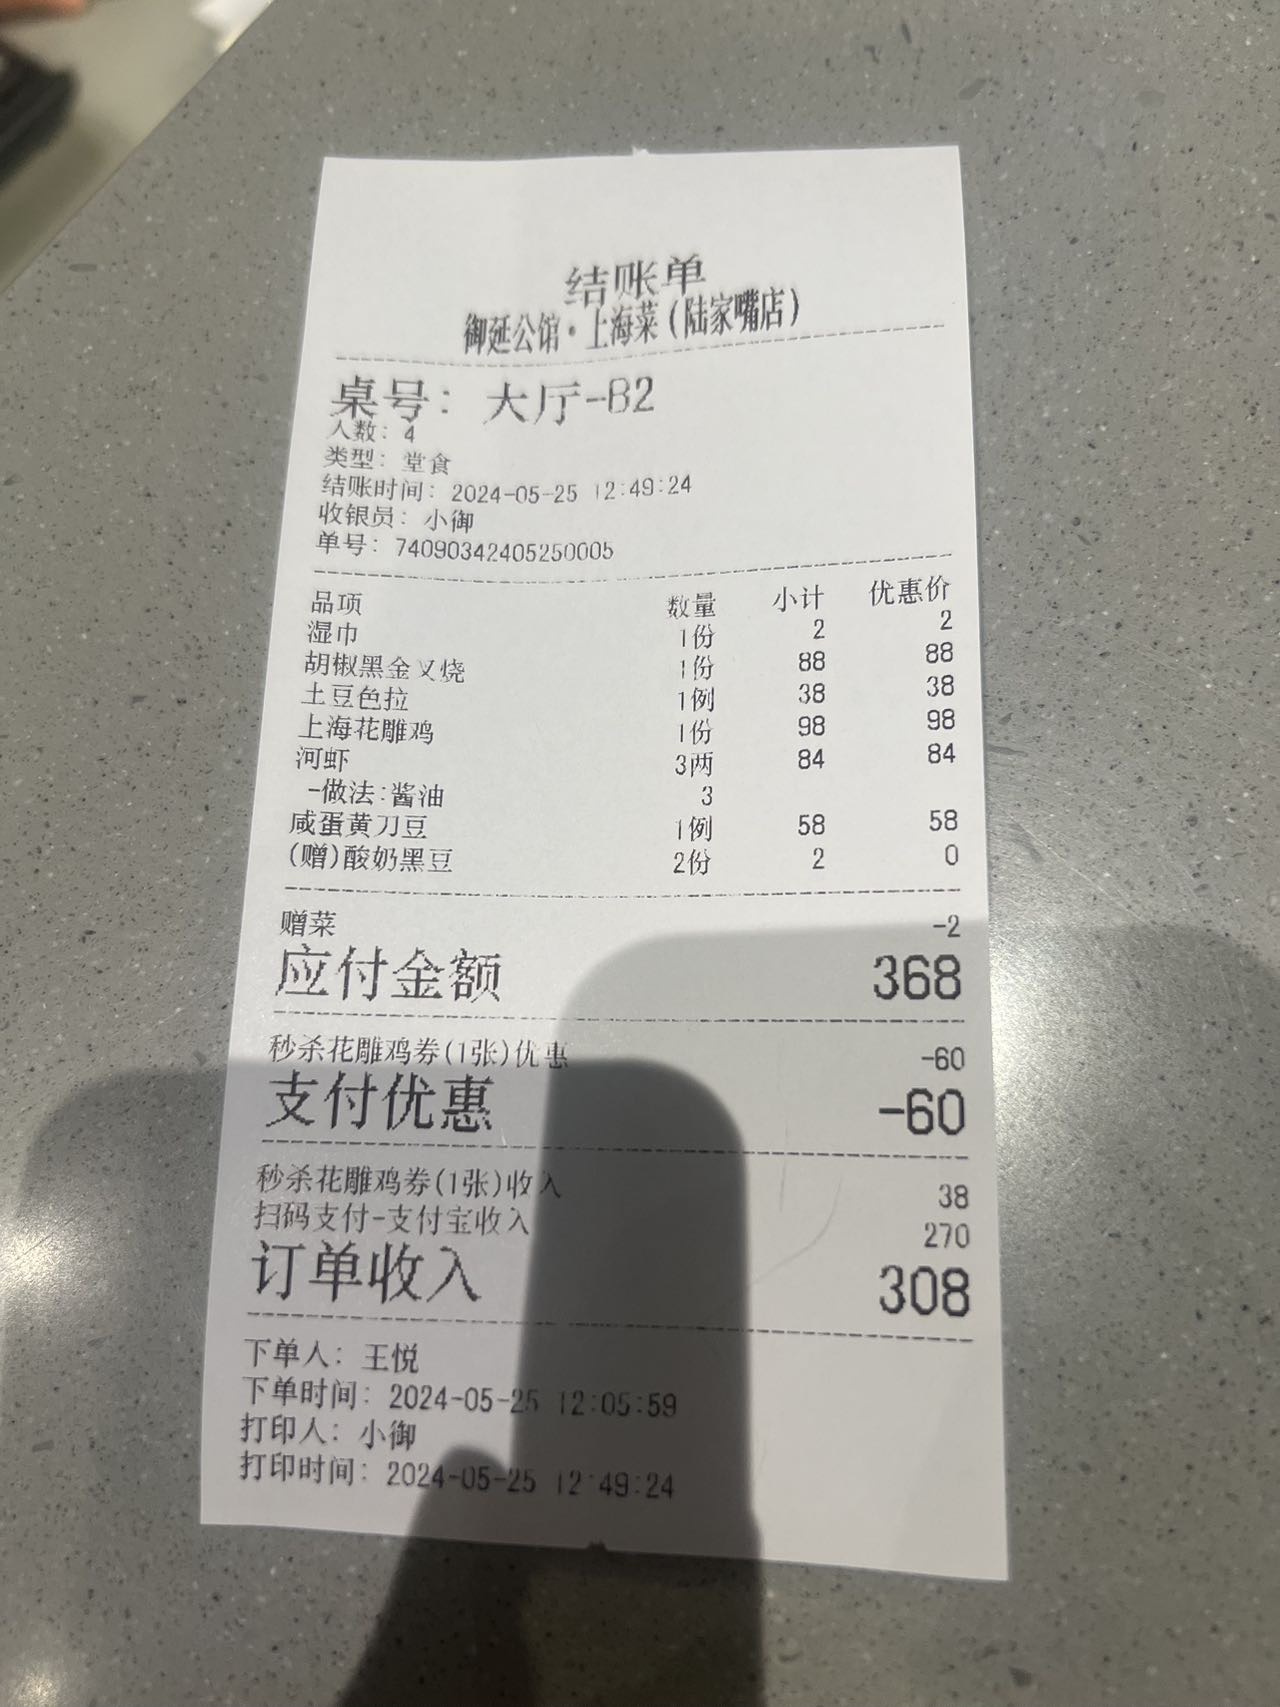 结账单
御延公馆·上海菜(陆家嘴店)
桌号: 大厅-B2
人数: 4
类型: 堂食
结账时间: 2024-05-25 12:49:24
收银员: 小御
单号: 74090342405250005
品项 数量 小计 优惠价
湿巾 1份 2 2
胡椒黑金叉烧 1份 88 88
土豆色拉 1例 38 38
上海花雕鸡 1份 98 98
河虾 3两 84 84
-做法:酱油 3
咸蛋黄刀豆 1例 58 58
(赠)酸奶黑豆 2份 2 0
赠菜 -2
应付金额 368
秒杀花雕鸡券(1张)优惠 -60
支付优惠 -60
秒杀花雕鸡券(1张)收入 38
扫码支付-支付宝收入 270
订单收入 308
下单人: 王悦
下单时间: 2024-05-25 12:05:59
打印人: 小御
打印时间: 2024-05-25 12:49:24